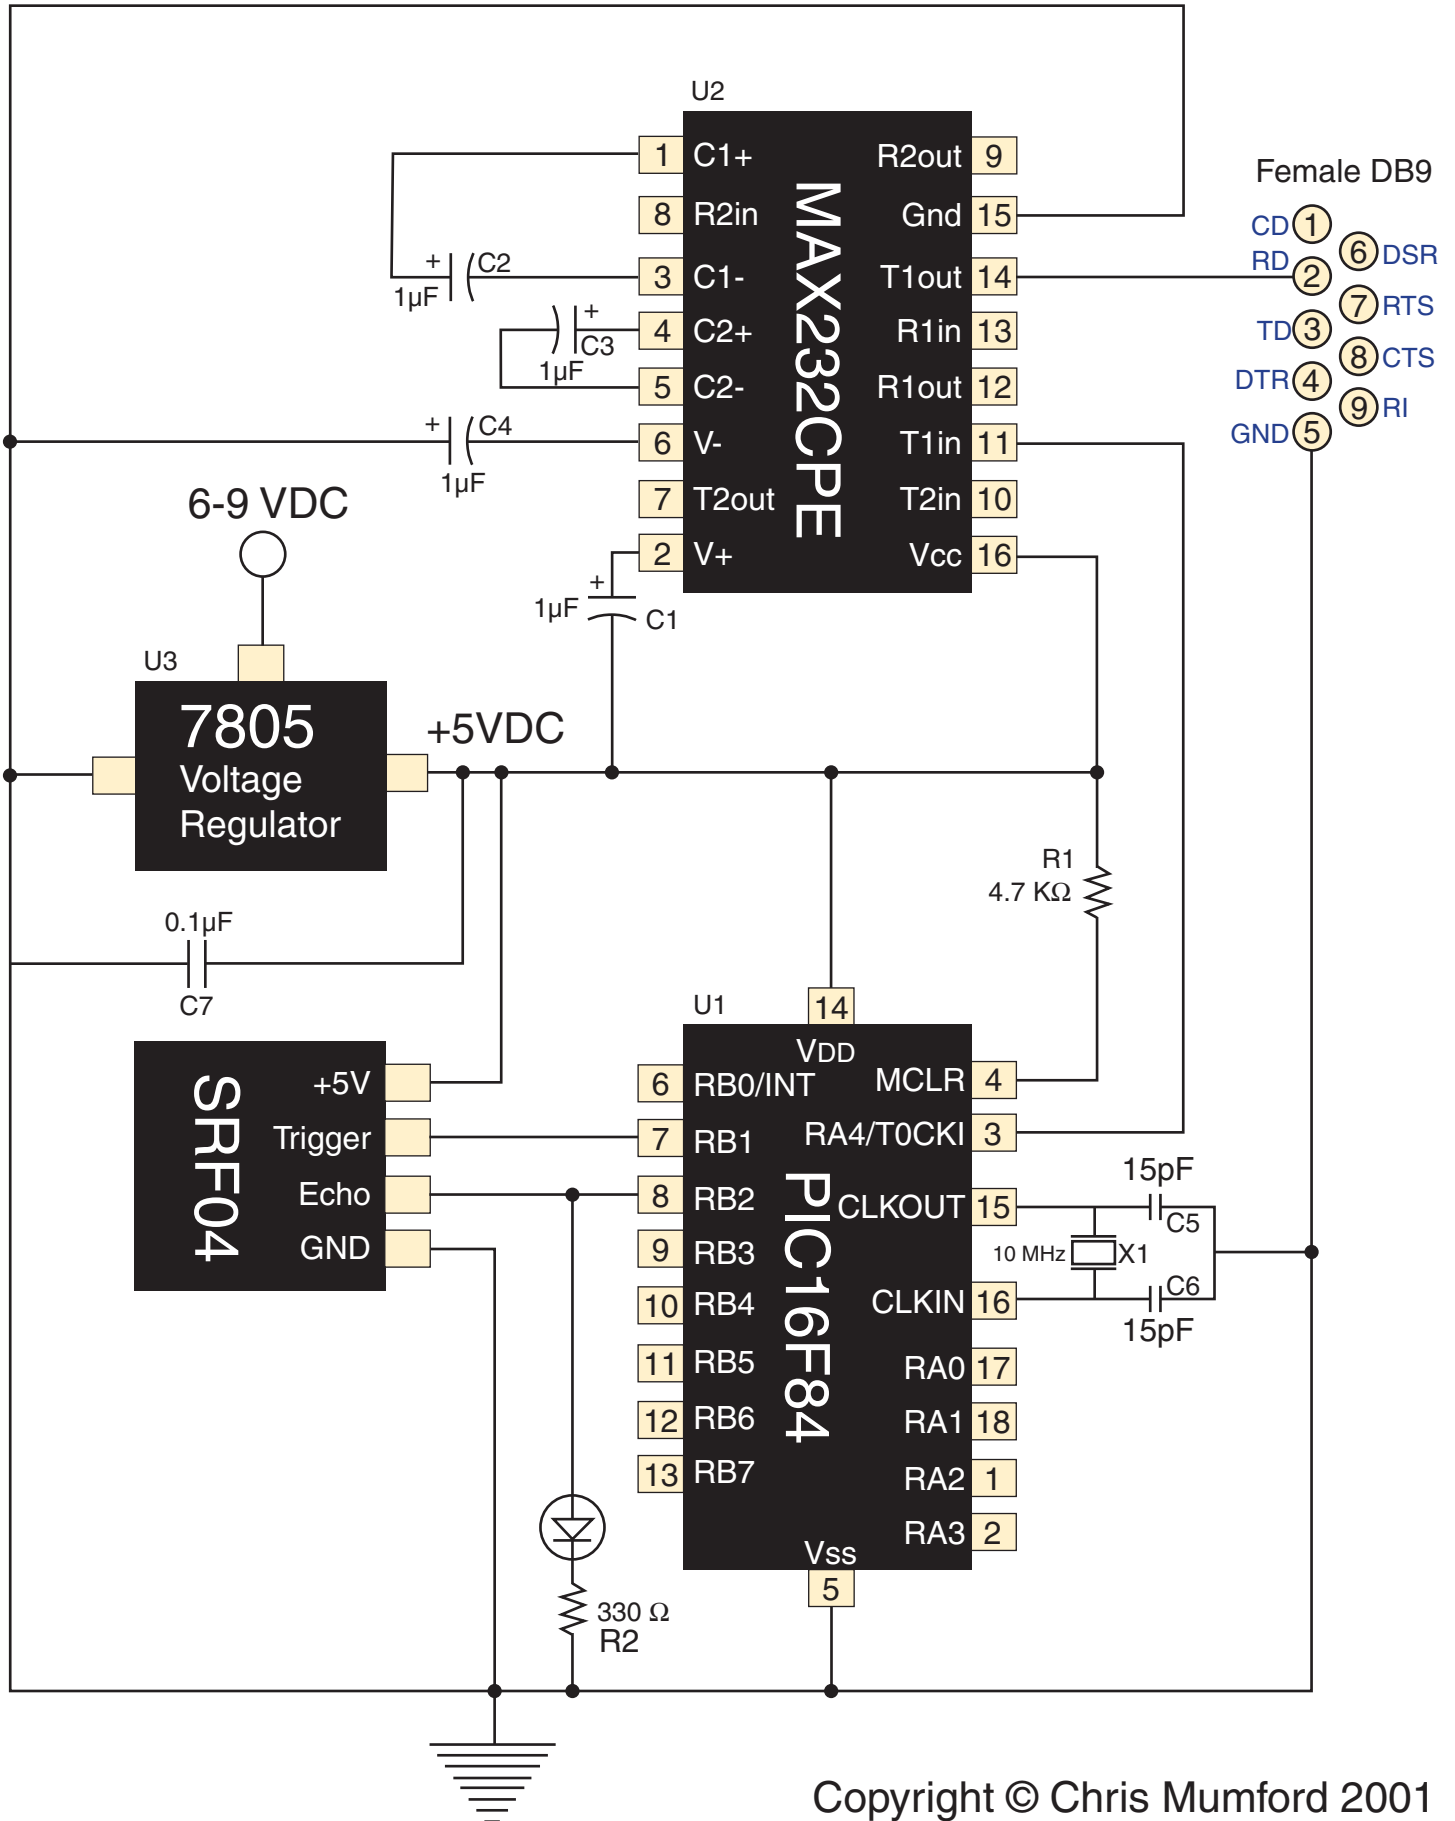 U2
MAX232CPE
1 C1+
8 R2in
3 C1-
4 C2+
5 C2-
6 V-
7 T2out
2 V+
R2out 9
Gnd 15
T1out 14
R1in 13
R1out 12
T1in 11
T2in 10
Vcc 16
+ C2
1µF
+
C3
1µF
+ C4
1µF
+
1µF C1
Female DB9
CD 1
6 DSR
RD 2
7 RTS
TD 3
8 CTS
DTR 4
9 RI
GND 5
6-9 VDC
U3
7805
Voltage
Regulator
+5VDC
0.1µF
C7
R1
4.7 KΩ
SRF04
+5V
Trigger
Echo
GND
U1
14
VDD
PIC16F84
6 RB0/INT
7 RB1
8 RB2
9 RB3
10 RB4
11 RB5
12 RB6
13 RB7
MCLR 4
RA4/T0CKI 3
CLKOUT 15
CLKIN 16
RA0 17
RA1 18
RA2 1
RA3 2
Vss
5
15pF
C5
10 MHz X1
C6
15pF
330 Ω
R2
Copyright © Chris Mumford 2001